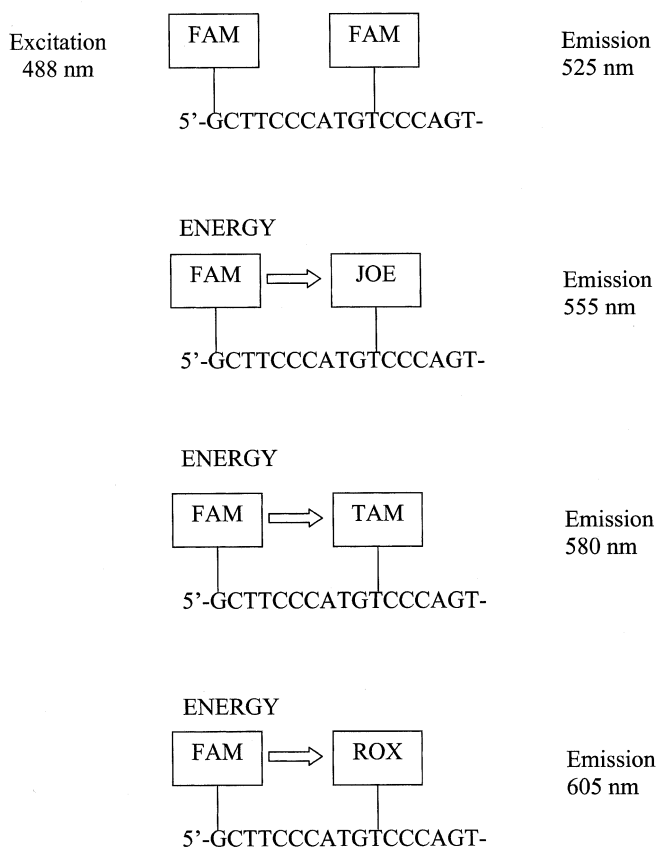 Excitation
488 nm
FAM
FAM
Emission
525 nm
5'-GCTTCCCATGTCCCAGT-
ENERGY
FAM
JOE
Emission
555 nm
5'-GCTTCCCATGTCCCAGT-
ENERGY
FAM
TAM
Emission
580 nm
5'-GCTTCCCATGTCCCAGT-
ENERGY
FAM
ROX
Emission
605 nm
5'-GCTTCCCATGTCCCAGT-